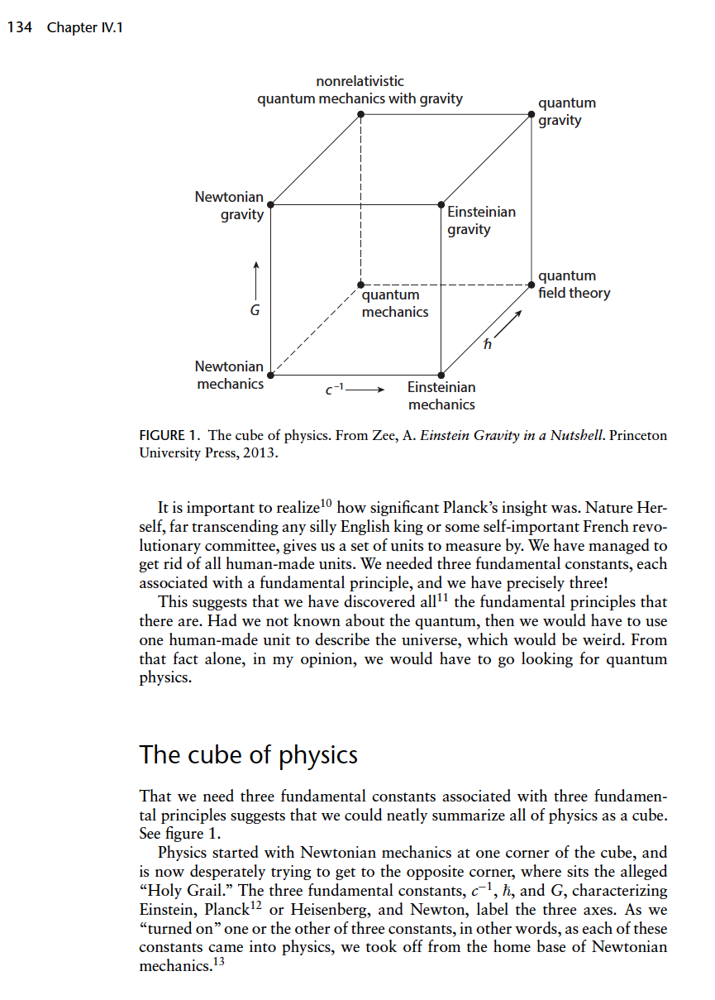 134 Chapter IV.1
nonrelativistic
quantum mechanics with gravity
quantum
gravity
Newtonian
gravity
Einsteinian
gravity
G
quantum
mechanics
quantum
field theory
ħ
Newtonian
mechanics
c⁻¹
Einsteinian
mechanics
FIGURE 1. The cube of physics. From Zee, A. Einstein Gravity in a Nutshell. Princeton
University Press, 2013.
It is important to realize¹⁰ how significant Planck’s insight was. Nature Her-
self, far transcending any silly English king or some self-important French revo-
lutionary committee, gives us a set of units to measure by. We have managed to
get rid of all human-made units. We needed three fundamental constants, each
associated with a fundamental principle, and we have precisely three!
This suggests that we have discovered all¹¹ the fundamental principles that
there are. Had we not known about the quantum, then we would have to use
one human-made unit to describe the universe, which would be weird. From
that fact alone, in my opinion, we would have to go looking for quantum
physics.
The cube of physics
That we need three fundamental constants associated with three fundamen-
tal principles suggests that we could neatly summarize all of physics as a cube.
See figure 1.
Physics started with Newtonian mechanics at one corner of the cube, and
is now desperately trying to get to the opposite corner, where sits the alleged
“Holy Grail.” The three fundamental constants, c⁻¹, ħ, and G, characterizing
Einstein, Planck¹² or Heisenberg, and Newton, label the three axes. As we
“turned on” one or the other of three constants, in other words, as each of these
constants came into physics, we took off from the home base of Newtonian
mechanics.¹³